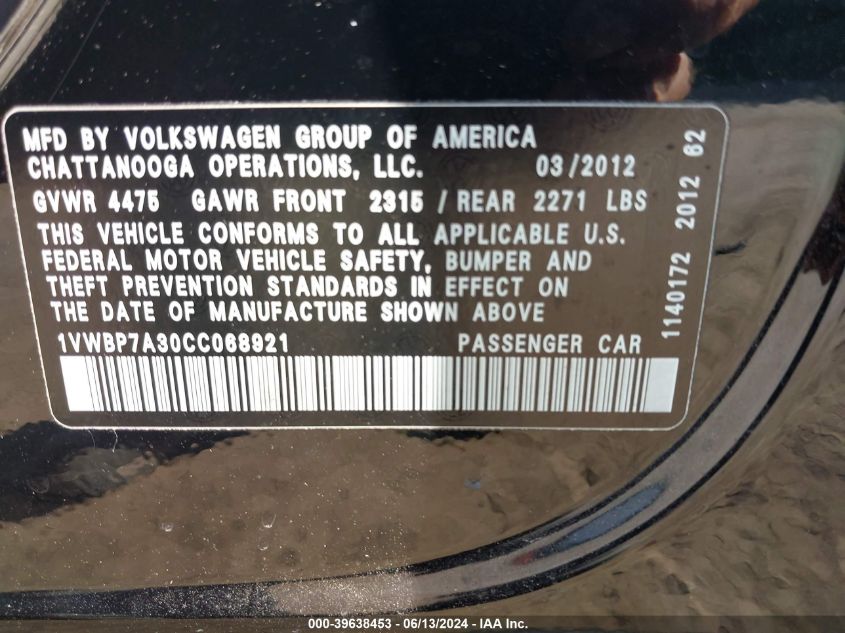 MFD BY VOLKSWAGEN GROUP OF AMERICA
CHATTANOOGA OPERATIONS, LLC. 03/2012
GVWR 4475 GAWR FRONT 2315 / REAR 2271 LBS
THIS VEHICLE CONFORMS TO ALL APPLICABLE U.S.
FEDERAL MOTOR VEHICLE SAFETY, BUMPER AND
THEFT PREVENTION STANDARDS IN EFFECT ON
THE DATE OF MANUFACTURE SHOWN ABOVE
1VWBP7A30CC068921 PASSENGER CAR
1140172 2012 62
000-39638453 - 06/13/2024 - IAA Inc.